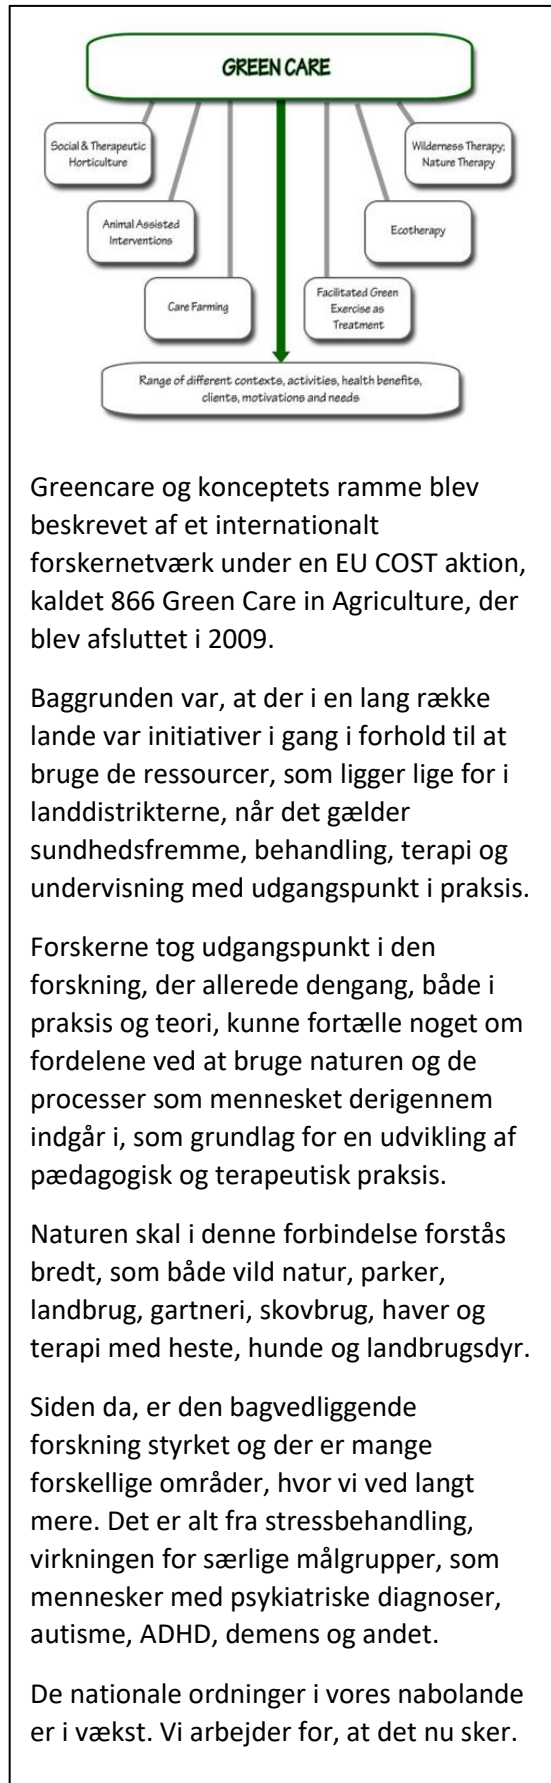 GREEN CARE
Social & Therapeutic
Horticulture
Wilderness Therapy;
Nature Therapy
Animal Assisted
Interventions
Ecotherapy
Care Farming
Facilitated Green
Exercise as
Treatment
Range of different contexts, activities, health benefits,
clients, motivations and needs
Greencare og konceptets ramme blev
beskrevet af et internationalt
forskernetværk under en EU COST aktion,
kaldet 866 Green Care in Agriculture, der
blev afsluttet i 2009.
Baggrunden var, at der i en lang række
lande var initiativer i gang i forhold til at
bruge de ressourcer, som ligger lige for i
landdistrikterne, når det gælder
sundhedsfremme, behandling, terapi og
undervisning med udgangspunkt i praksis.
Forskerne tog udgangspunkt i den
forskning, der allerede dengang, både i
praksis og teori, kunne fortælle noget om
fordelene ved at bruge naturen og de
processer som mennesket derigennem
indgår i, som grundlag for en udvikling af
pædagogisk og terapeutisk praksis.
Naturen skal i denne forbindelse forstås
bredt, som både vild natur, parker,
landbrug, gartneri, skovbrug, haver og
terapi med heste, hunde og landbrugsdyr.
Siden da, er den bagvedliggende
forskning styrket og der er mange
forskellige områder, hvor vi ved langt
mere. Det er alt fra stressbehandling,
virkningen for særlige målgrupper, som
mennesker med psykiatriske diagnoser,
autisme, ADHD, demens og andet.
De nationale ordninger i vores nabolande
er i vækst. Vi arbejder for, at det nu sker.